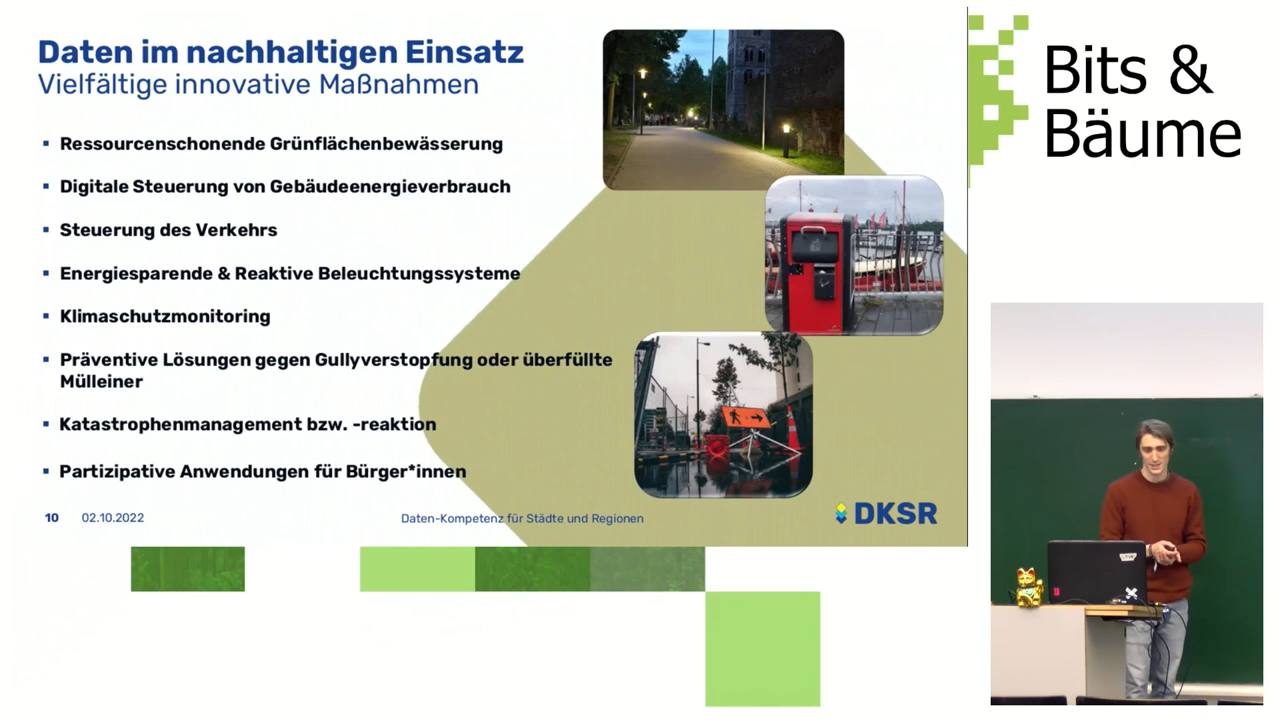 Daten im nachhaltigen Einsatz
Vielfältige innovative Maßnahmen
▪ Ressourcenschonende Grünflächenbewässerung
▪ Digitale Steuerung von Gebäudeenergieverbrauch
▪ Steuerung des Verkehrs
▪ Energiesparende & Reaktive Beleuchtungssysteme
▪ Klimaschutzmonitoring
▪ Präventive Lösungen gegen Gullyverstopfung oder überfüllte
Mülleiner
▪ Katastrophenmanagement bzw. -reaktion
▪ Partizipative Anwendungen für Bürger*innen
10 02.10.2022 Daten-Kompetenz für Städte und Regionen
DKSR
Bits &
Bäume